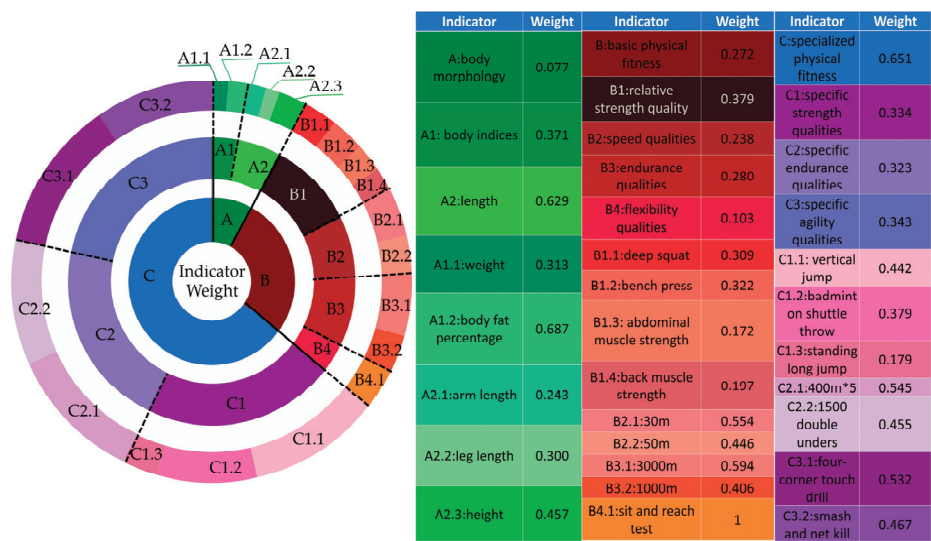 A1.1
A1.2
A2.1
A2.2
A2.3
A1
A2
A
B1.1
B1.2
B1.3
B1.4
B1
B2.1
B2.2
B2
B3.1
B3
B3.2
B4
B4.1
B
Indicator
Weight
C
C1
C1.1
C1.2
C1.3
C2
C2.1
C2.2
C3
C3.1
C3.2
Indicator Weight
A:body
morphology
0.077
A1: body indices 0.371
A2:length 0.629
A1.1:weight 0.313
A1.2:body fat
percentage
0.687
A2.1:arm length 0.243
A2.2:leg length 0.300
A2.3:height 0.457
Indicator Weight
B:basic physical
fitness
0.272
B1:relative
strength quality
0.379
B2:speed qualities 0.238
B3:endurance
qualities
0.280
B4:flexibility
qualities
0.103
B1.1:deep squat 0.309
B1.2:bench press 0.322
B1.3: abdominal
muscle strength
0.172
B1.4:back muscle
strength
0.197
B2.1:30m 0.554
B2.2:50m 0.446
B3.1:3000m 0.594
B3.2:1000m 0.406
B4.1:sit and reach
test
1
Indicator Weight
C:specialized
physical
fitness
0.651
C1:specific
strength
qualities
0.334
C2:specific
endurance
qualities
0.323
C3:specific
agility
qualities
0.343
C1.1: vertical
jump
0.442
C1.2:badmint
on shuttle
throw
0.379
C1.3:standing
long jump
0.179
C2.1:400m*5 0.545
C2.2:1500
double
unders
0.455
C3.1:four-
corner touch
drill
0.532
C3.2:smash
and net kill
0.467